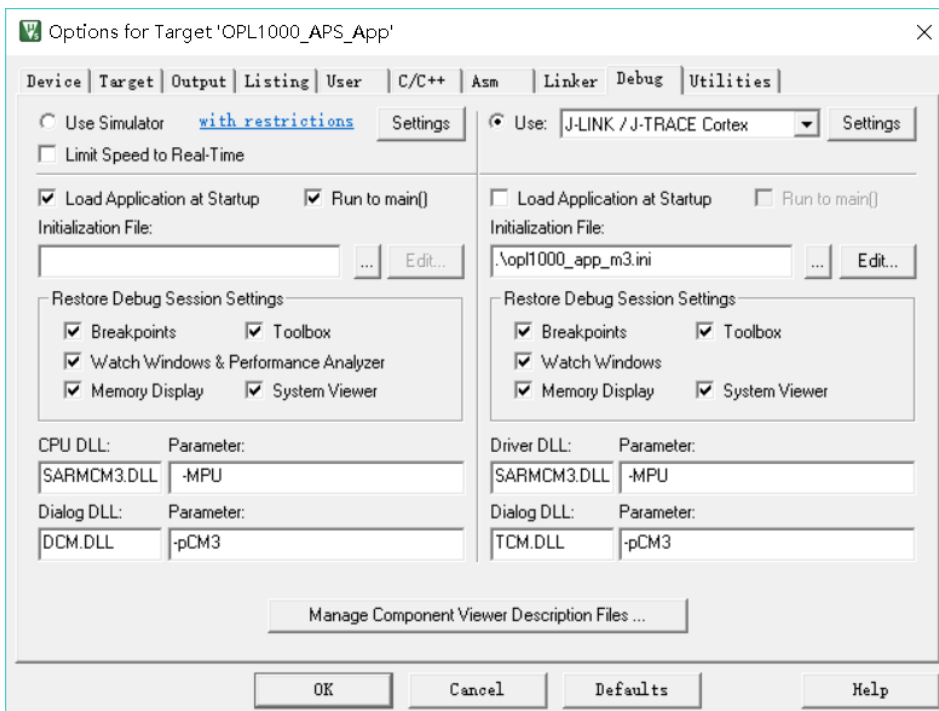 Options for Target 'OPL1000_APS_App'
Device Target Output Listing User C/C++ Asm Linker Debug Utilities
Use Simulator with restrictions Settings
Limit Speed to Real-Time
Use: J-LINK / J-TRACE Cortex Settings
Load Application at Startup Run to main()
Initialization File:
... Edit...
Restore Debug Session Settings
Breakpoints Toolbox
Watch Windows & Performance Analyzer
Memory Display System Viewer
CPU DLL: Parameter:
SARMCM3.DLL -MPU
Dialog DLL: Parameter:
DCM.DLL -pCM3
Load Application at Startup Run to main()
Initialization File:
.\opl1000_app_m3.ini ... Edit...
Restore Debug Session Settings
Breakpoints Toolbox
Watch Windows
Memory Display System Viewer
Driver DLL: Parameter:
SARMCM3.DLL -MPU
Dialog DLL: Parameter:
TCM.DLL -pCM3
Manage Component Viewer Description Files ...
OK Cancel Defaults Help